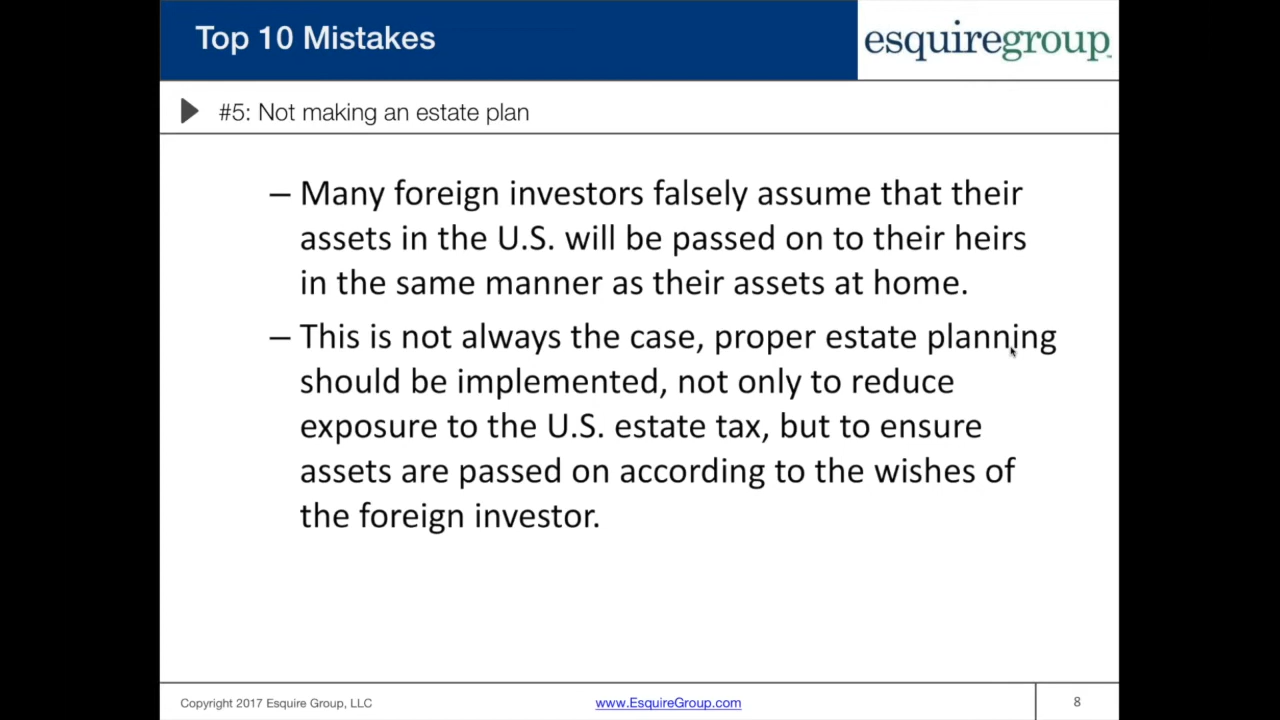 Top 10 Mistakes
esquiregroup
#5: Not making an estate plan
– Many foreign investors falsely assume that their
assets in the U.S. will be passed on to their heirs
in the same manner as their assets at home.
– This is not always the case, proper estate planning
should be implemented, not only to reduce
exposure to the U.S. estate tax, but to ensure
assets are passed on according to the wishes of
the foreign investor.
Copyright 2017 Esquire Group, LLC
www.EsquireGroup.com
8